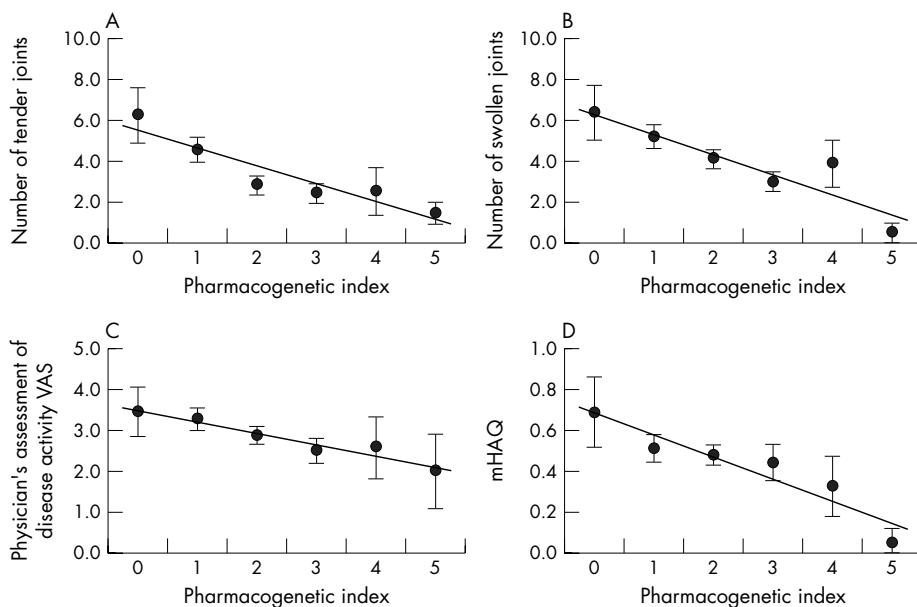 A
Number of tender joints
10.0
8.0
6.0
4.0
2.0
0.0
0 1 2 3 4 5
Pharmacogenetic index
B
Number of swollen joints
10.0
8.0
6.0
4.0
2.0
0.0
0 1 2 3 4 5
Pharmacogenetic index
C
Physician's assessment of
disease activity VAS
5.0
4.0
3.0
2.0
1.0
0.0
0 1 2 3 4 5
Pharmacogenetic index
D
mHAQ
1.0
0.8
0.6
0.4
0.2
0.0
0 1 2 3 4 5
Pharmacogenetic index